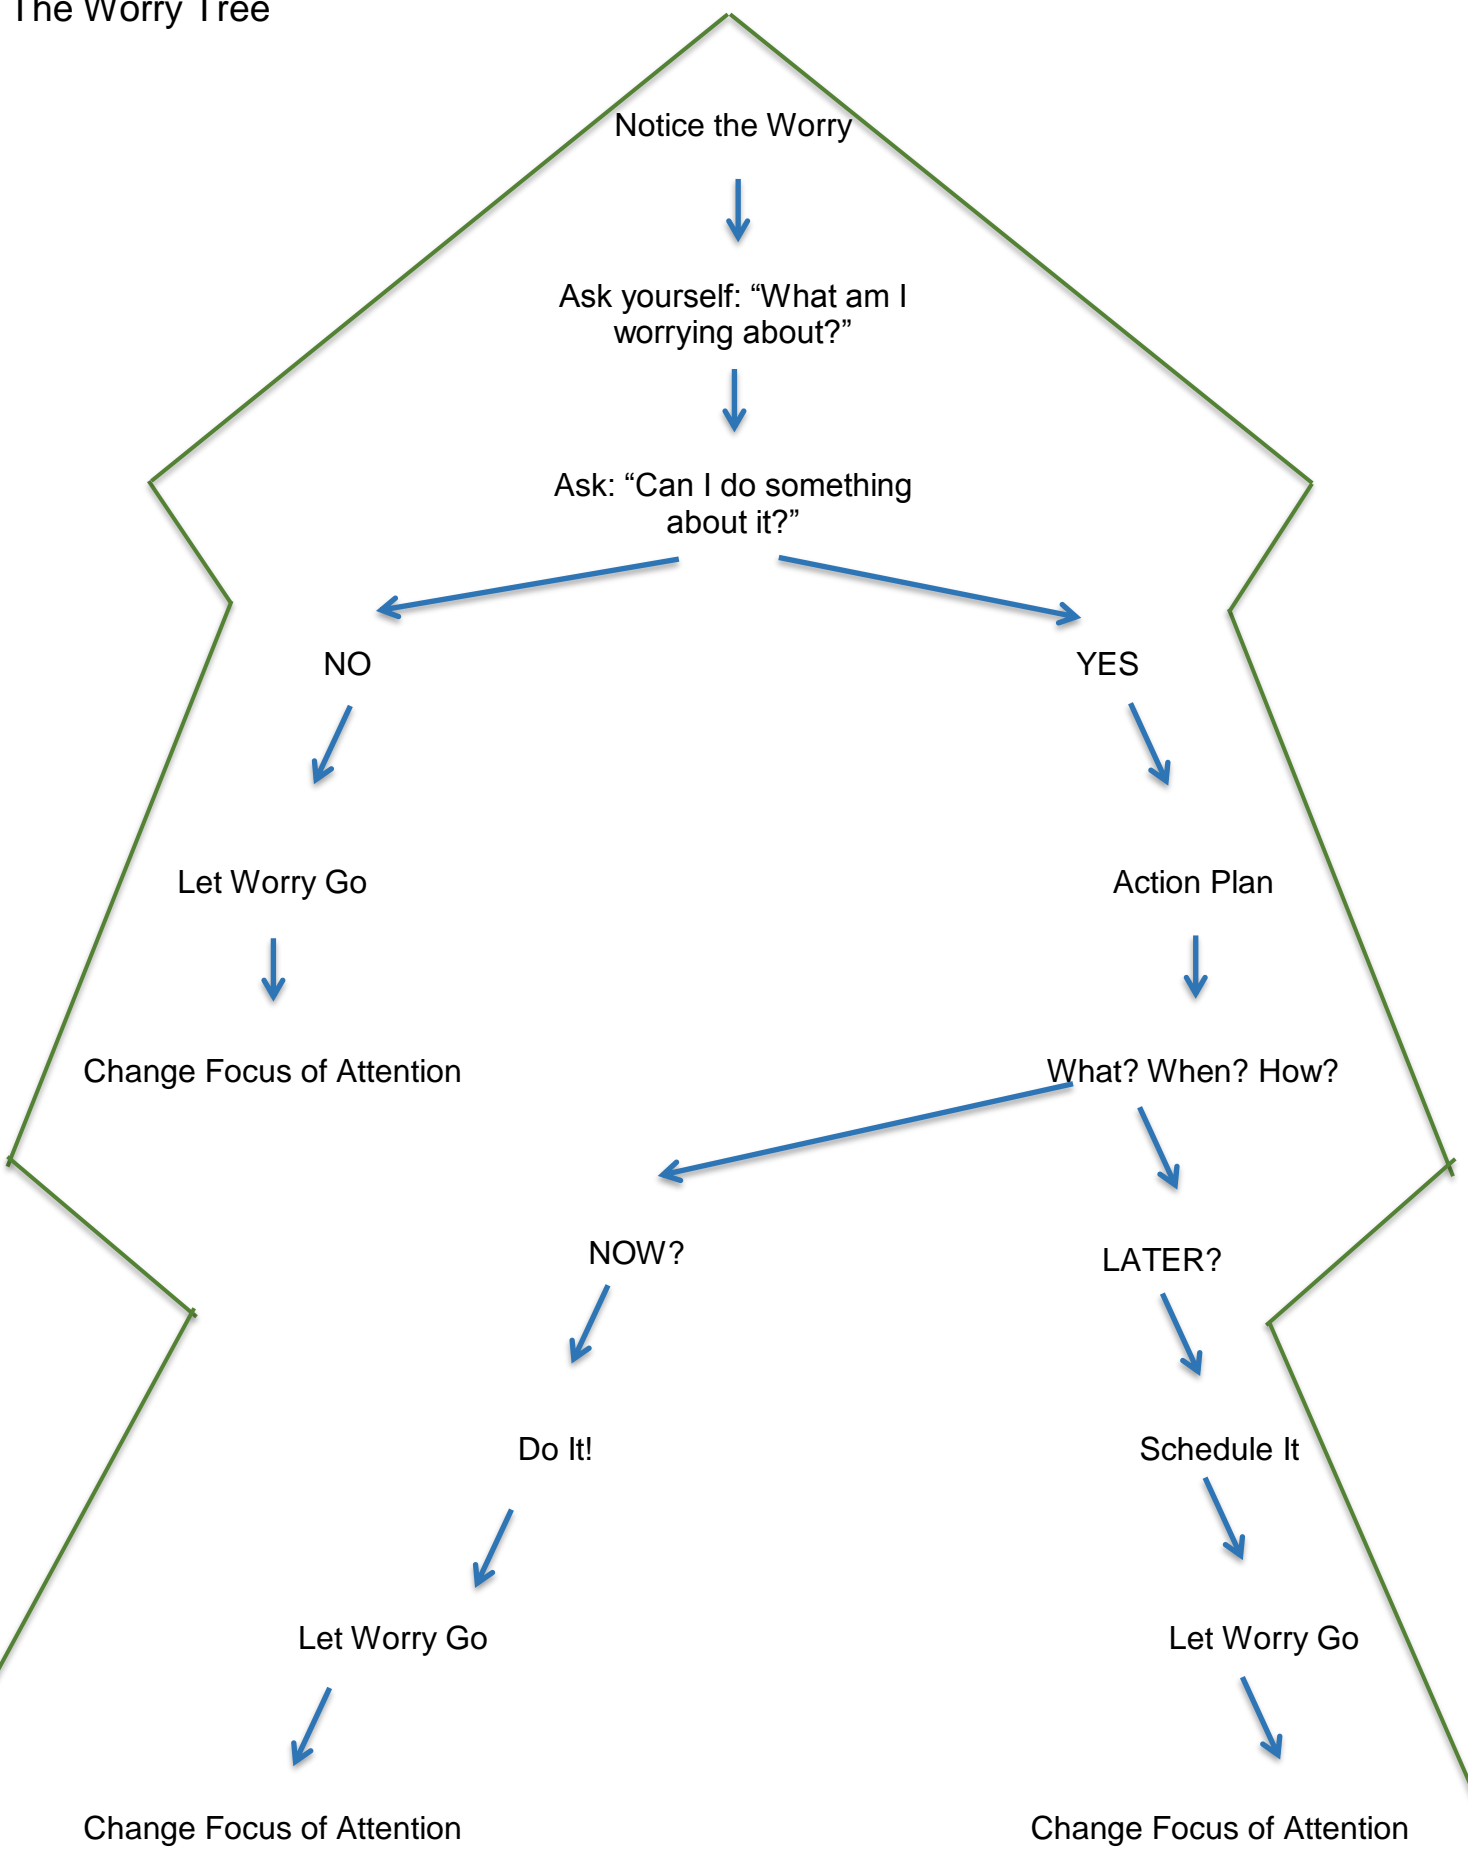 The Worry Tree
Notice the Worry
Ask yourself: “What am I
worrying about?”
Ask: “Can I do something
about it?”
NO
YES
Let Worry Go
Action Plan
Change Focus of Attention
What? When? How?
NOW?
LATER?
Do It!
Schedule It
Let Worry Go
Let Worry Go
Change Focus of Attention
Change Focus of Attention